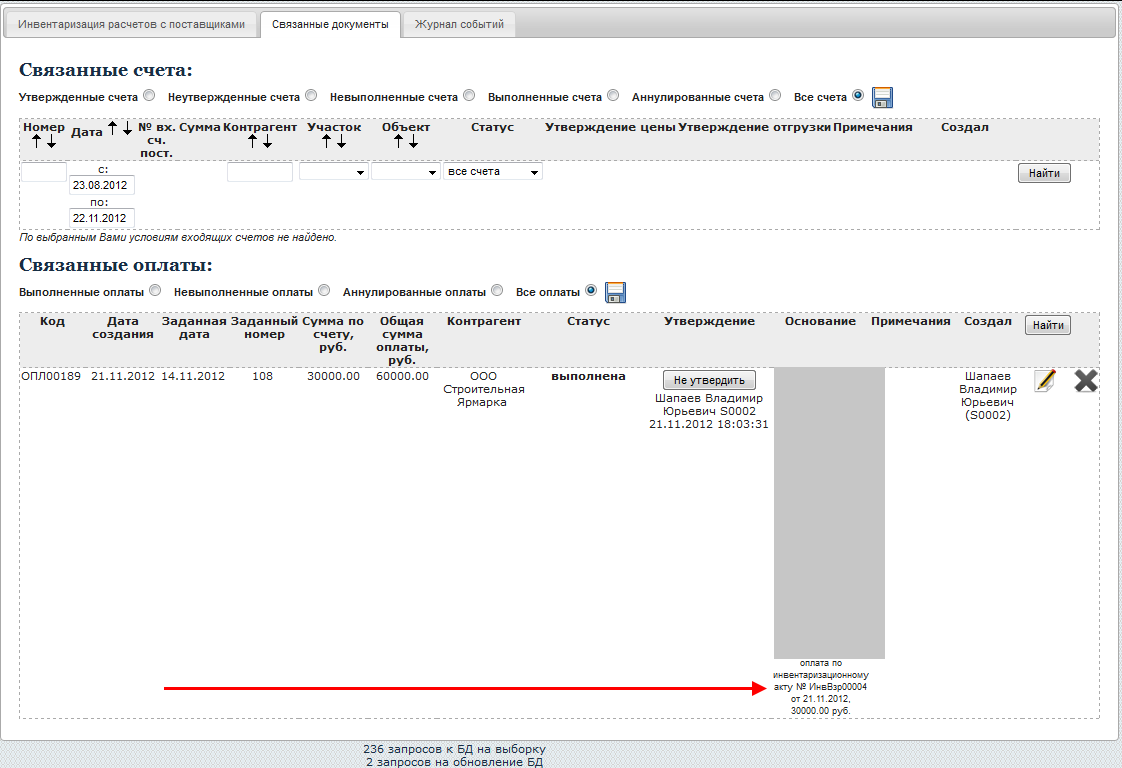 Инвентаризация расчетов с поставщиками Связанные документы Журнал событий
Связанные счета:
Утвержденные счета Неутвержденные счета Невыполненные счета Выполненные счета Аннулированные счета Все счета
Номер Дата № вх. сч. пост. Сумма Контрагент Участок Объект Статус Утверждение цены Утверждение отгрузки Примечания Создал
с:
23.08.2012
по:
22.11.2012
все счета
Найти
По выбранным Вами условиям входящих счетов не найдено.
Связанные оплаты:
Выполненные оплаты Невыполненные оплаты Аннулированные оплаты Все оплаты
Код Дата создания Заданная дата Заданный номер Сумма по счету, руб. Общая сумма оплаты, руб. Контрагент Статус Утверждение Основание Примечания Создал Найти
ОПЛ00189 21.11.2012 14.11.2012 108 30000.00 60000.00 ООО Строительная Ярмарка выполнена
Не утвердить
Шапаев Владимир
Юрьевич S0002
21.11.2012 18:03:31
Шапаев
Владимир
Юрьевич
(S0002)
оплата по
инвентаризационному
акту № ИнвВзр00004
от 21.11.2012,
30000.00 руб.
236 запросов к БД на выборку
2 запросов на обновление БД